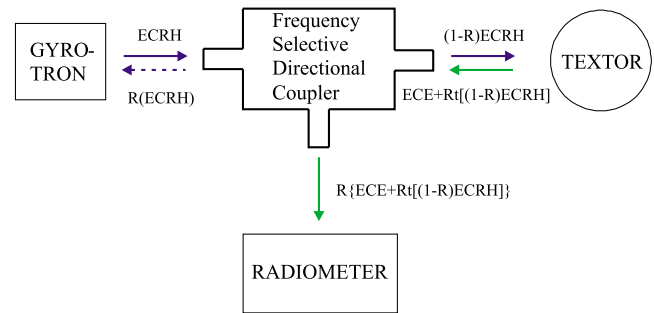 GYRO-
TRON
ECRH
R(ECRH)
Frequency
Selective
Directional
Coupler
(1-R)ECRH
ECE+Rt[(1-R)ECRH]
TEXTOR
R{ECE+Rt[(1-R)ECRH]}
RADIOMETER